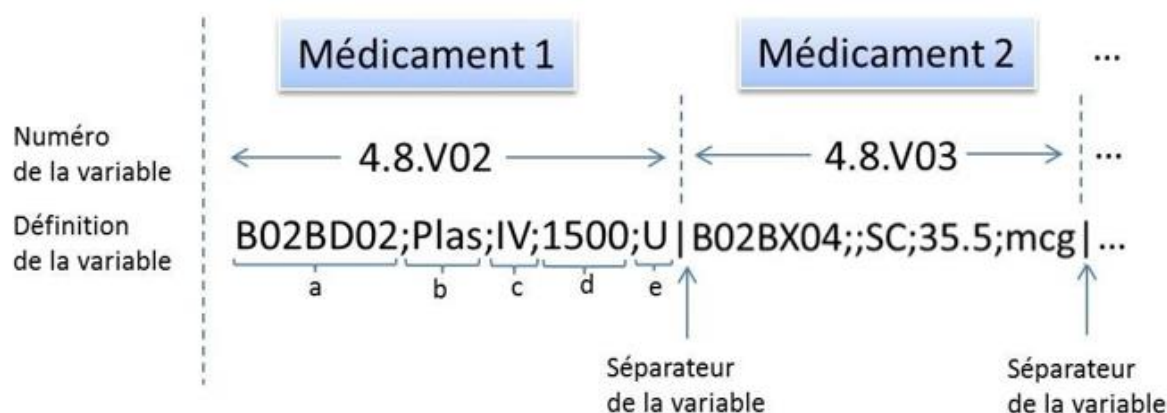 Médicament 1 Médicament 2 ...
Numéro
de la variable
4.8.V02 4.8.V03 ...
Définition
de la variable
B02BD02;Plas;IV;1500;U|B02BX04;;SC;35.5;mcg|...
a b c d e
Séparateur
de la variable
Séparateur
de la variable